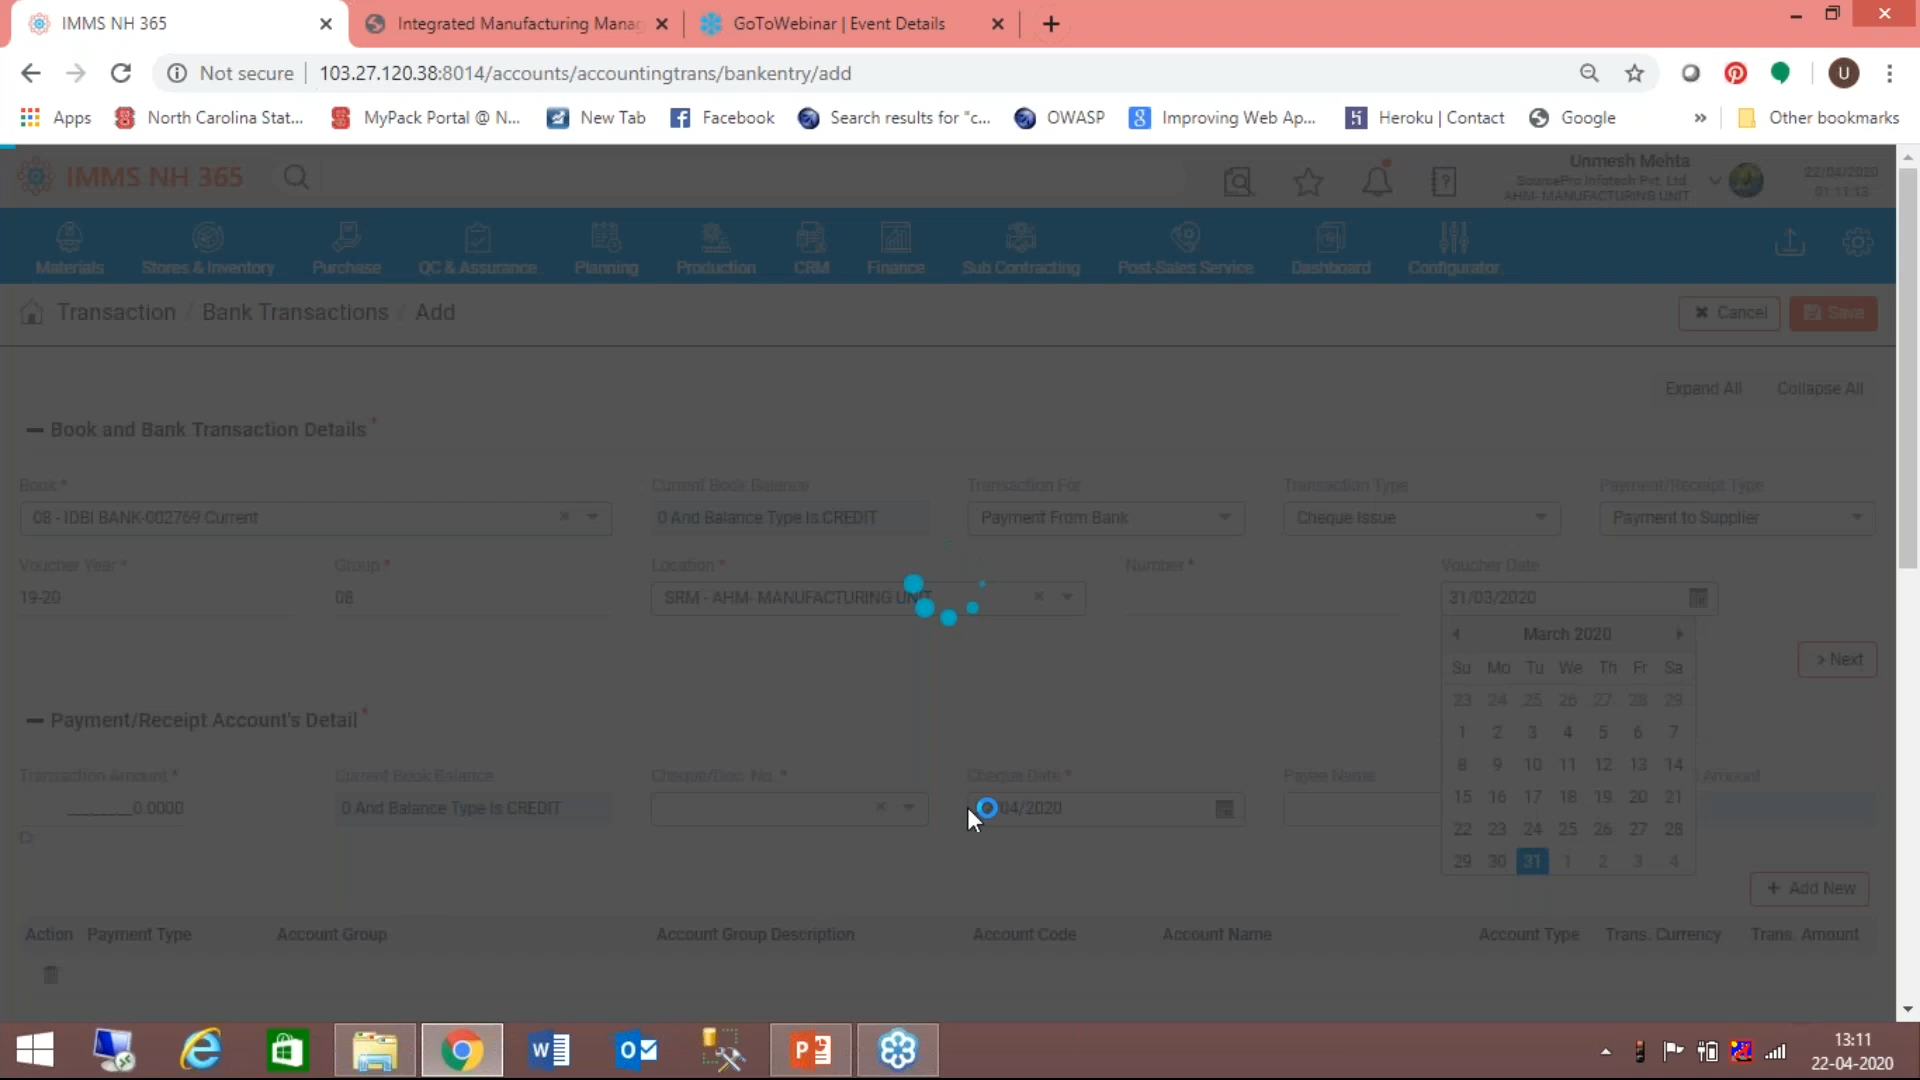 IMMS NH 365
Integrated Manufacturing Manag
GoToWebinar | Event Details
Not secure
103.27.120.38:8014/accounts/accountingtrans/bankentry/add
U
Apps
North Carolina Stat...
MyPack Portal @ N...
New Tab
Facebook
Search results for "c...
OWASP
Improving Web Ap...
Heroku | Contact
Google
»
Other bookmarks
IMMS NH 365
Unmesh Mehta
SourcePro Infotech Pvt. Ltd.
AHM- MANUFACTURING UNIT
22/04/2020
01:11:13
Materials
Stores & Inventory
Purchase
QC & Assurance
Planning
Production
CRM
Finance
Sub Contracting
Post-Sales Service
Dashboard
Configurator
Transaction / Bank Transactions / Add
Cancel
Save
Expand All
Collapse All
Book and Bank Transaction Details *
Book *
Current Book Balance
Transaction For
Transaction Type
Payment/Receipt Type
08 - IDBI BANK-002769 Current
0 And Balance Type Is CREDIT
Payment From Bank
Cheque Issue
Payment to Supplier
Voucher Year *
Group *
Location *
Number *
Voucher Date
19-20
08
SRM - AHM- MANUFACTURING UNIT
31/03/2020
March 2020
Su Mo Tu We Th Fr Sa
23 24 25 26 27 28 29
1 2 3 4 5 6 7
8 9 10 11 12 13 14
15 16 17 18 19 20 21
22 23 24 25 26 27 28
29 30 31 1 2 3 4
> Next
Payment/Receipt Account's Detail *
Transaction Amount *
Current Book Balance
Cheque/Doc. No. *
Cheque Date *
Payee Name
Amount
________0.0000
0 And Balance Type Is CREDIT
04/2020
+ Add New
Action
Payment Type
Account Group
Account Group Description
Account Code
Account Name
Account Type
Trans. Currency
Trans. Amount
13:11
22-04-2020